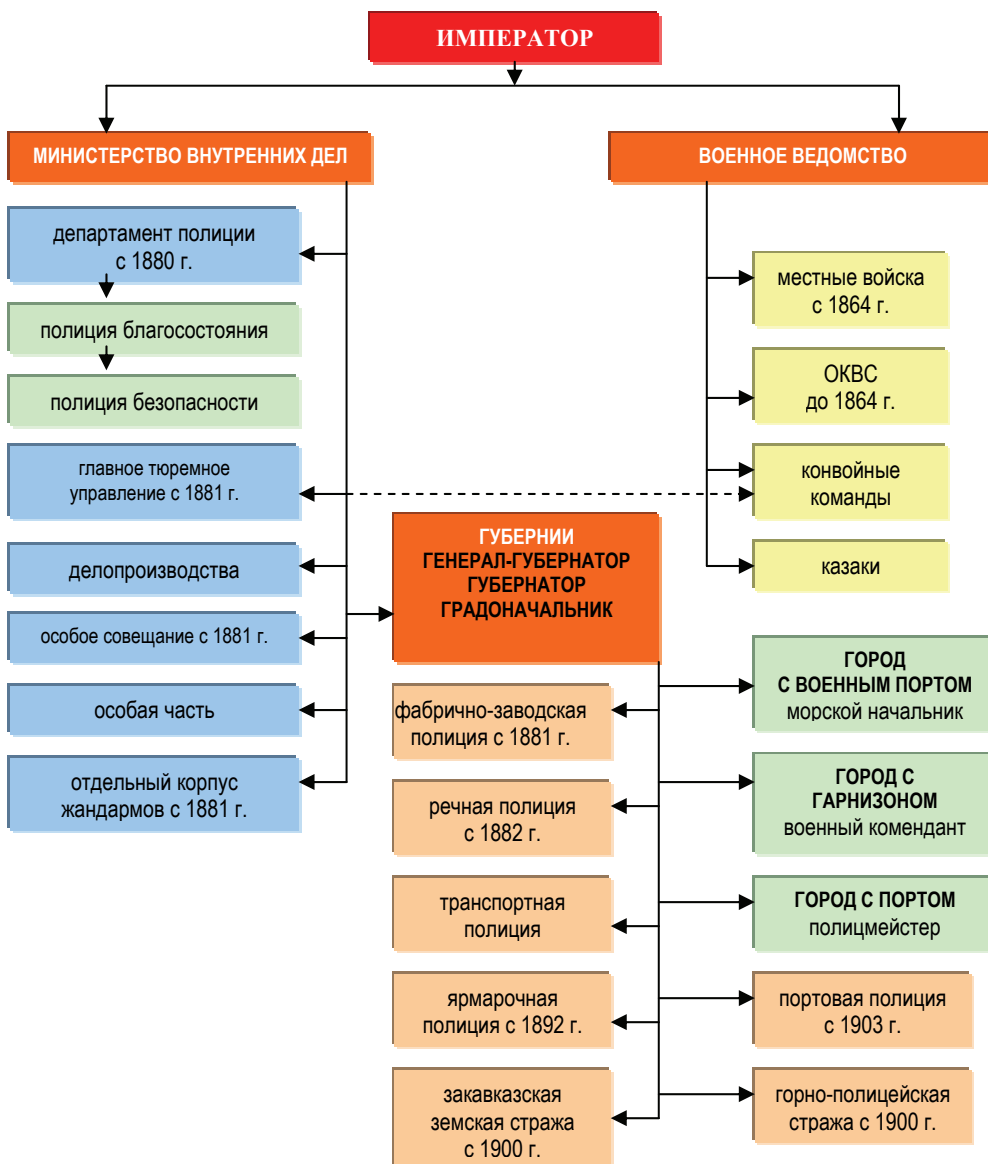 ИМПЕРАТОР
МИНИСТЕРСТВО ВНУТРЕННИХ ДЕЛ
ВОЕННОЕ ВЕДОМСТВО
департамент полиции
с 1880 г.
полиция благосостояния
полиция безопасности
главное тюремное
управление с 1881 г.
делопроизводства
особое совещание с 1881 г.
особая часть
отдельный корпус
жандармов с 1881 г.
местные войска
с 1864 г.
ОКВС
до 1864 г.
конвойные
команды
казаки
ГУБЕРНИИ
ГЕНЕРАЛ-ГУБЕРНАТОР
ГУБЕРНАТОР
ГРАДОНАЧАЛЬНИК
фабрично-заводская
полиция с 1881 г.
речная полиция
с 1882 г.
транспортная
полиция
ярмарочная
полиция с 1892 г.
закавказская
земская стража
с 1900 г.
ГОРОД
С ВОЕННЫМ ПОРТОМ
морской начальник
ГОРОД С
ГАРНИЗОНОМ
военный комендант
ГОРОД С ПОРТОМ
полицмейстер
портовая полиция
с 1903 г.
горно-полицейская
стража с 1900 г.